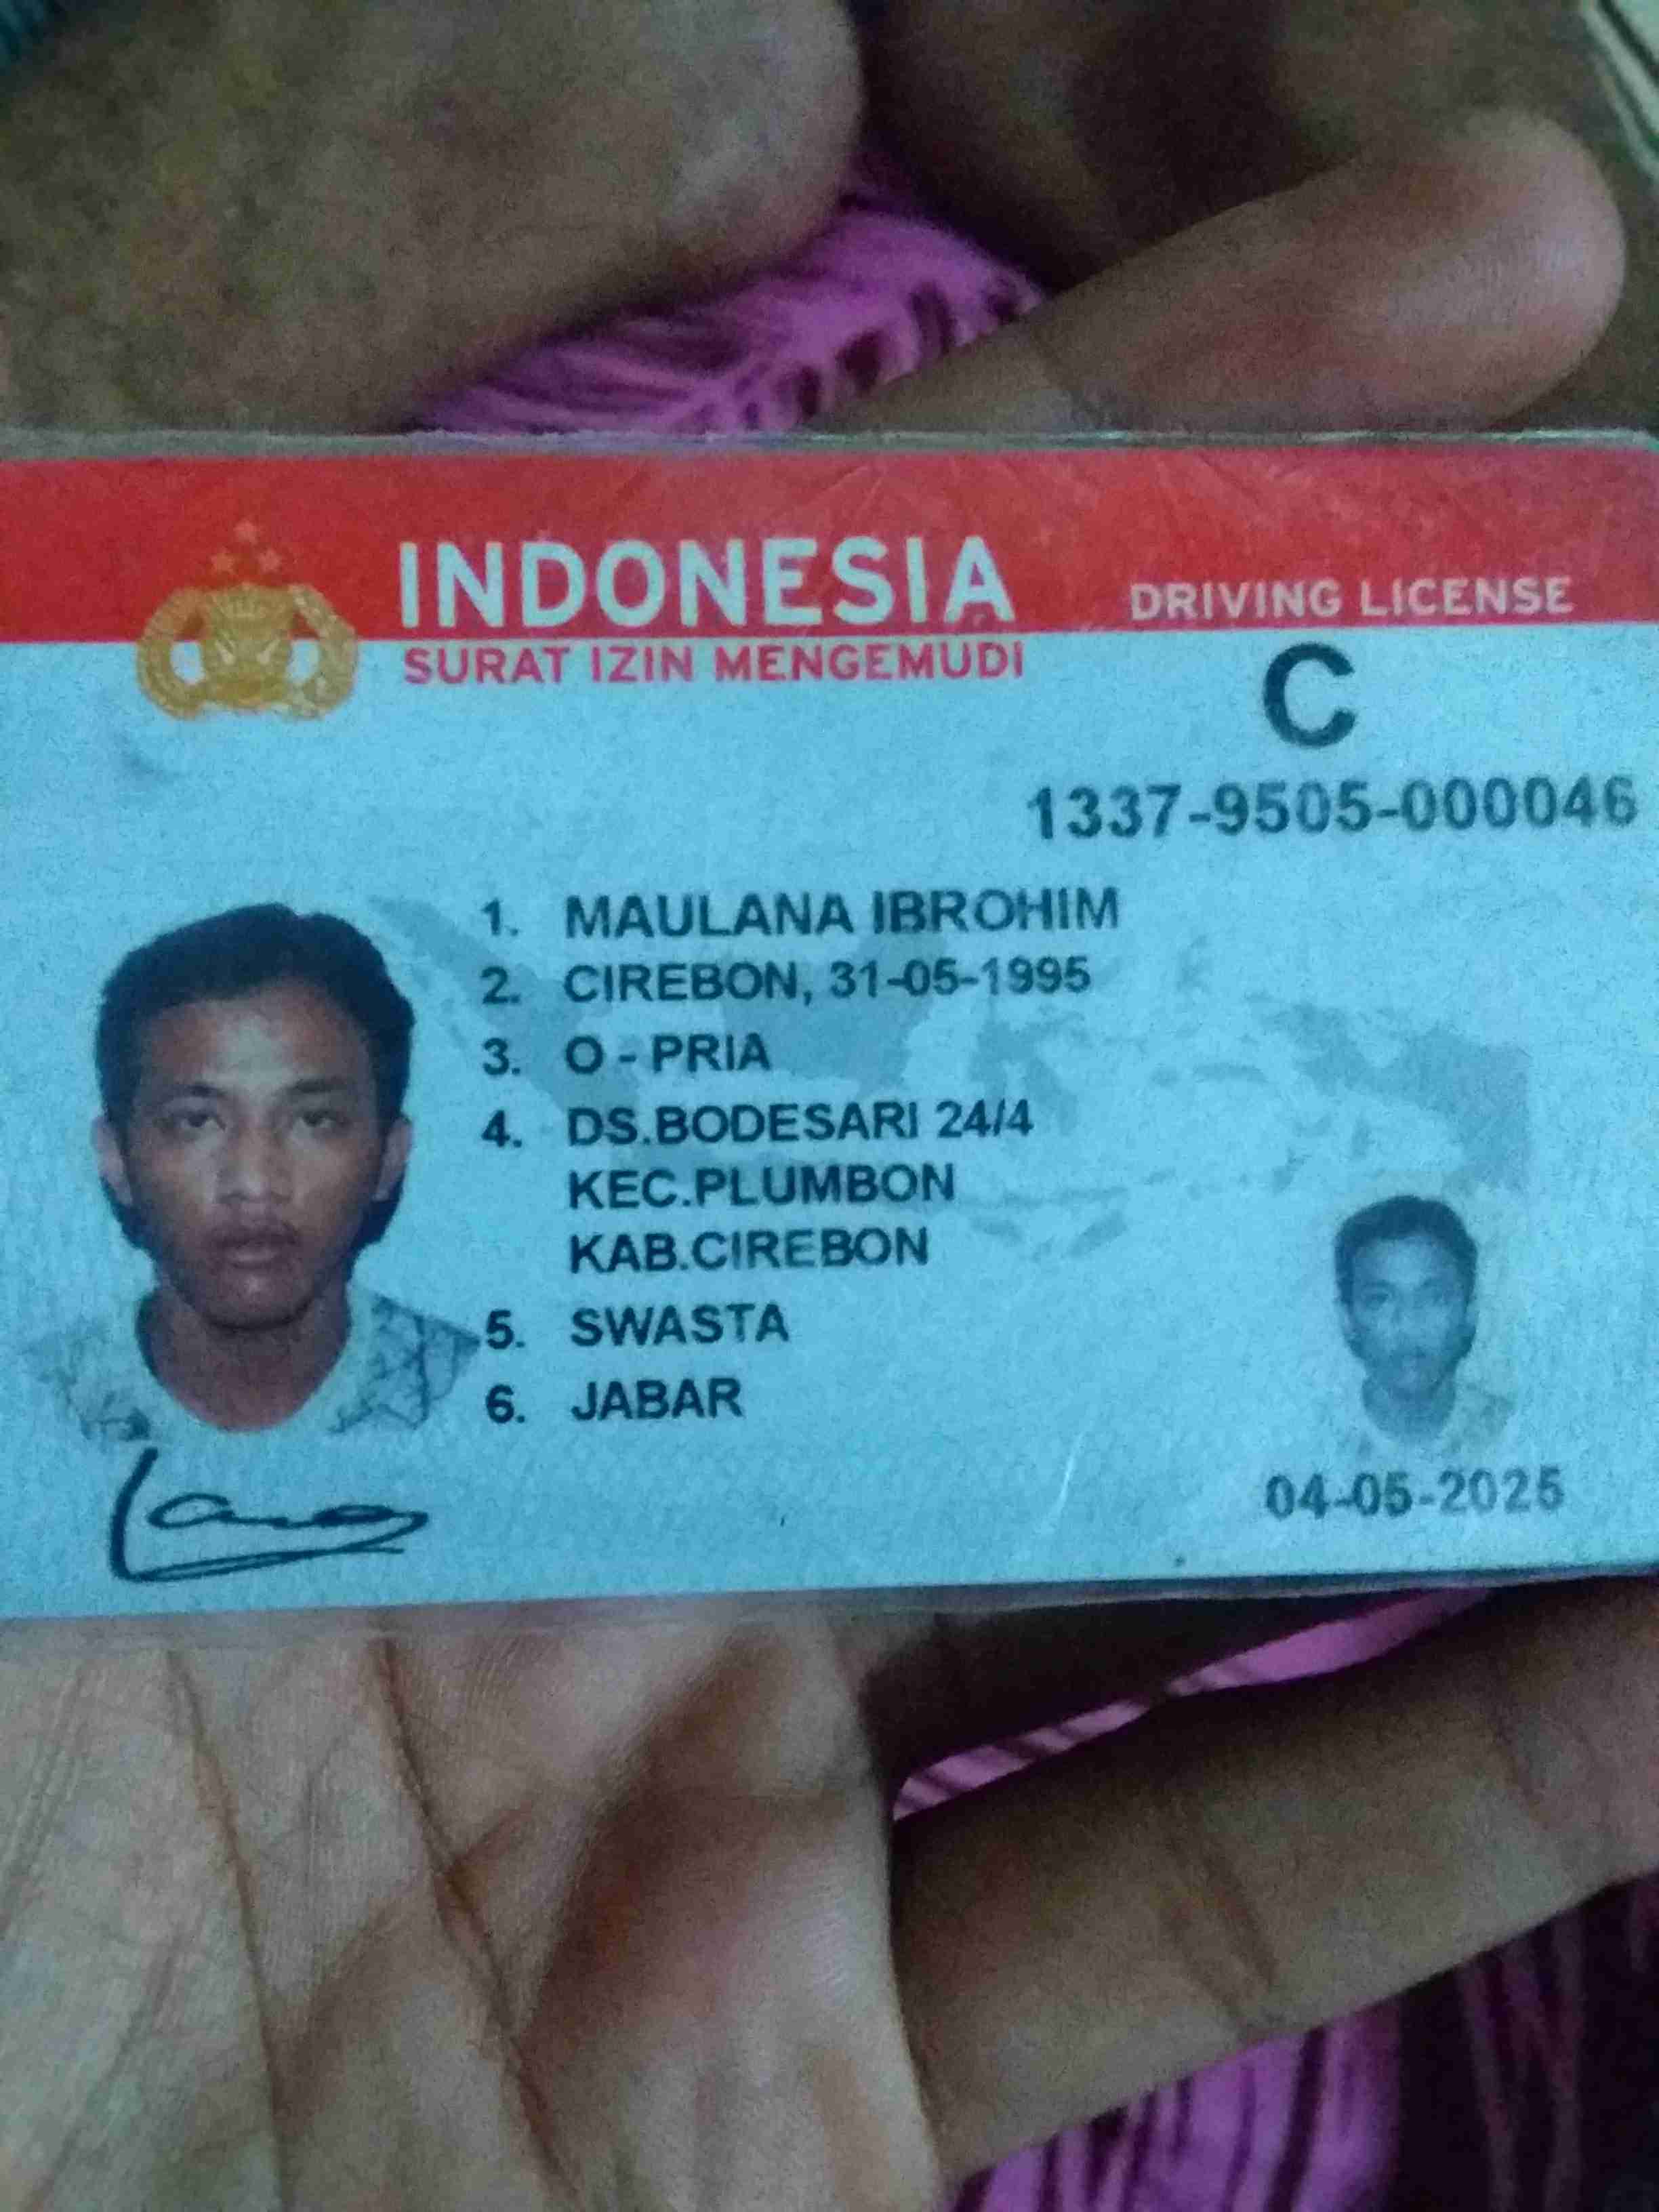 INDONESIA
DRIVING LICENSE
SURAT IZIN MENGEMUDI
C
1337-9505-000046
1. MAULANA IBROHIM
2. CIREBON, 31-05-1995
3. O - PRIA
4. DS.BODESARI 24/4
KEC.PLUMBON
KAB.CIREBON
5. SWASTA
6. JABAR
04-05-2025